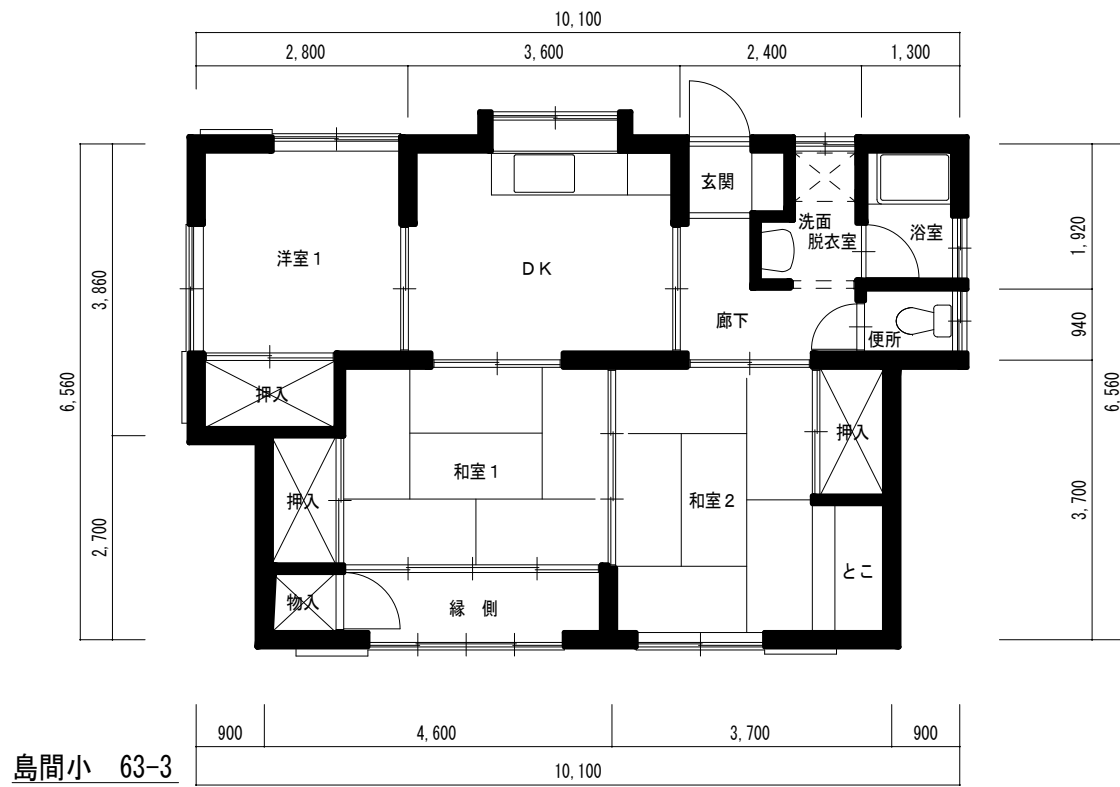 10,100
2,800
3,600
2,400
1,300
玄関
洗面
脱衣室
浴室
洋室1
DK
廊下
便所
3,860
6,560
2,700
1,920
940
6,560
3,700
押入
押入
和室1
和室2
押入
物入
縁 側
とこ
900
4,600
3,700
900
10,100
島間小 63-3